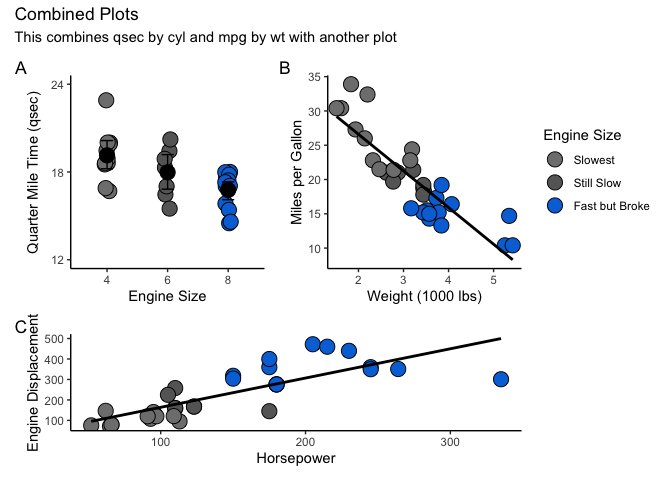 Combined Plots
This combines qsec by cyl and mpg by wt with another plot
A
Quarter Mile Time (qsec)
24
18
12
4 6 8
Engine Size
B
Miles per Gallon
35
30
25
20
15
10
2 3 4 5
Weight (1000 lbs)
Engine Size
Slowest
Still Slow
Fast but Broke
C
Engine Displacement
500
400
300
200
100
100 200 300
Horsepower